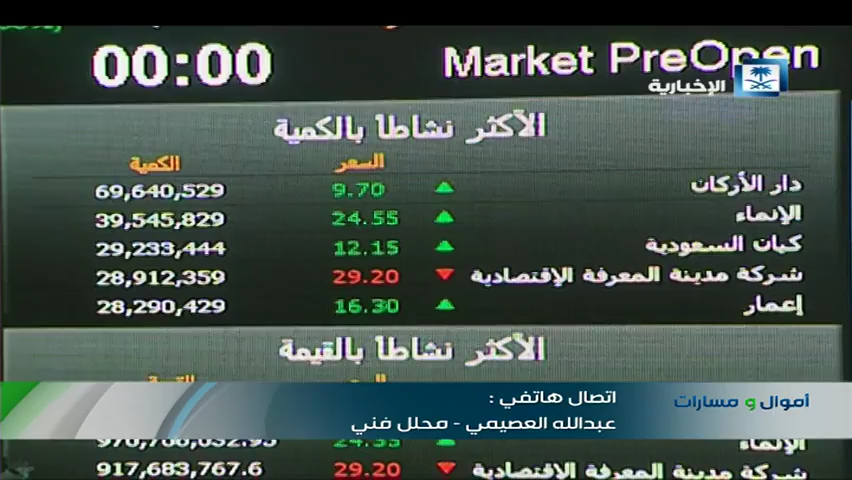 00:00 Market PreOpen
الإخبارية
الأكثر نشاطاً بالكمية
السعر الكمية
دار الأركان 9.70 69,640,529
الإنماء 24.55 39,545,829
كيان السعودية 12.15 29,233,444
شركة مدينة المعرفة الإقتصادية 29.20 28,912,359
إعمار 16.30 28,290,429
الأكثر نشاطاً بالقيمة
أموال و مسارات
اتصال هاتفي :
عبدالله العصيمي - محلل فني
الإنماء 24.55
شركة مدينة المعرفة الإقتصادية 29.20 917,683,767.6